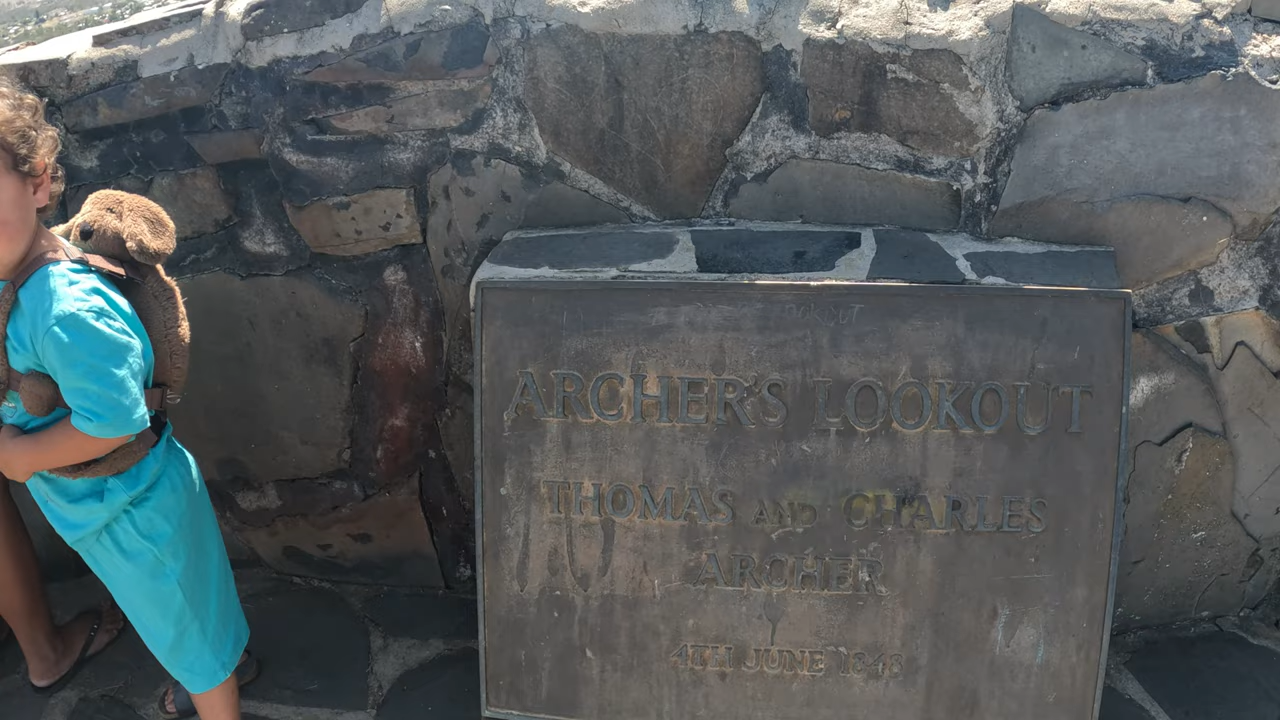 ARCHER'S LOOKOUT
THOMAS AND CHARLES
ARCHER
4TH JUNE 1848